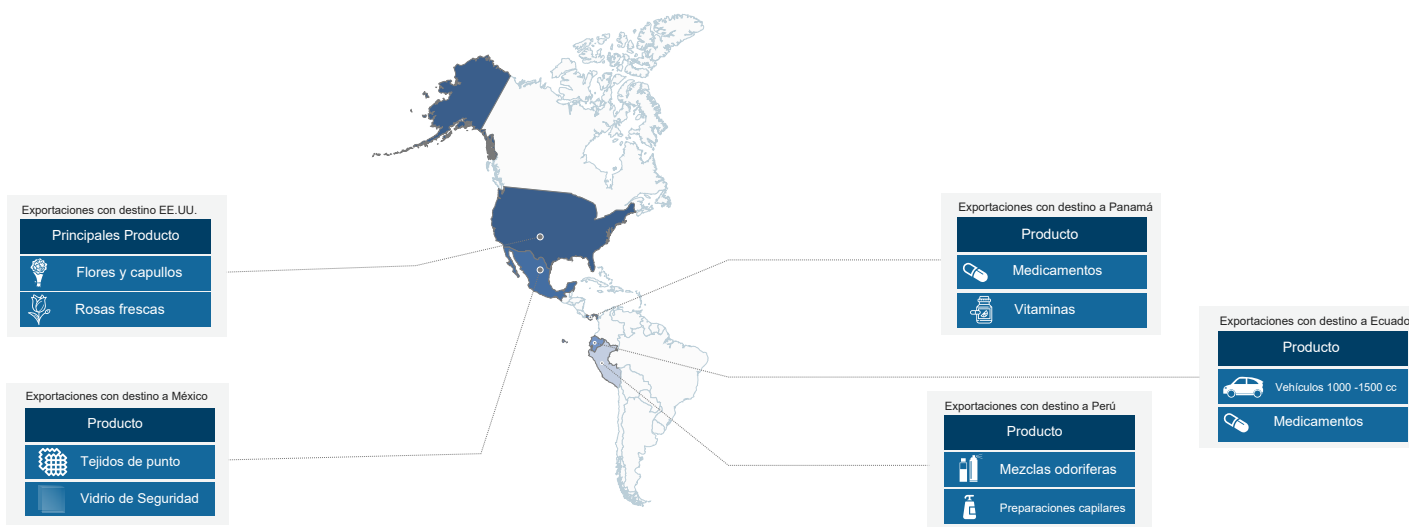 Exportaciones con destino EE.UU.
Principales Producto
Flores y capullos
Rosas frescas
Exportaciones con destino a México
Producto
Tejidos de punto
Vidrio de Seguridad
Exportaciones con destino a Panamá
Producto
Medicamentos
Vitaminas
Exportaciones con destino a Ecuado
Producto
Vehículos 1000 -1500 cc
Medicamentos
Exportaciones con destino a Perú
Producto
Mezclas odoriferas
Preparaciones capilares